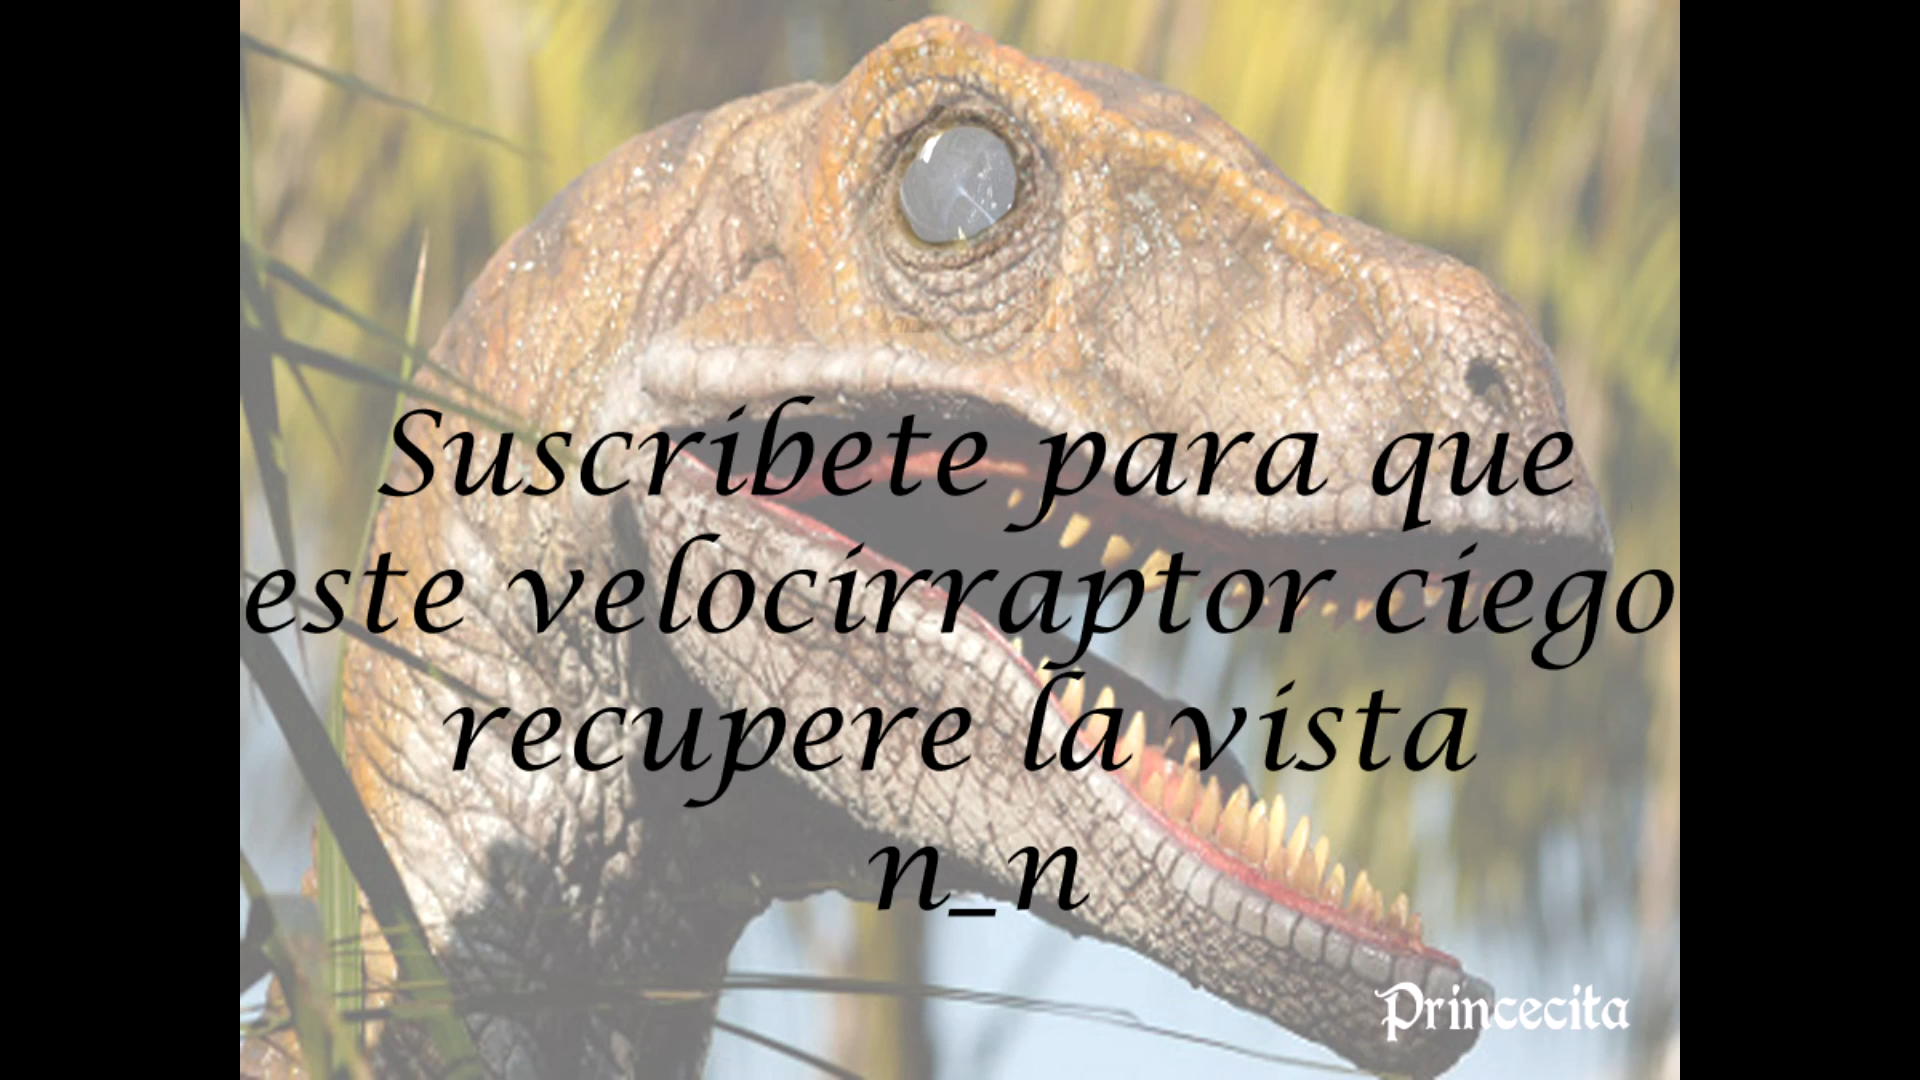 Suscribete para que
este velocirraptor ciego
recupere la vista
n_n
Princecita